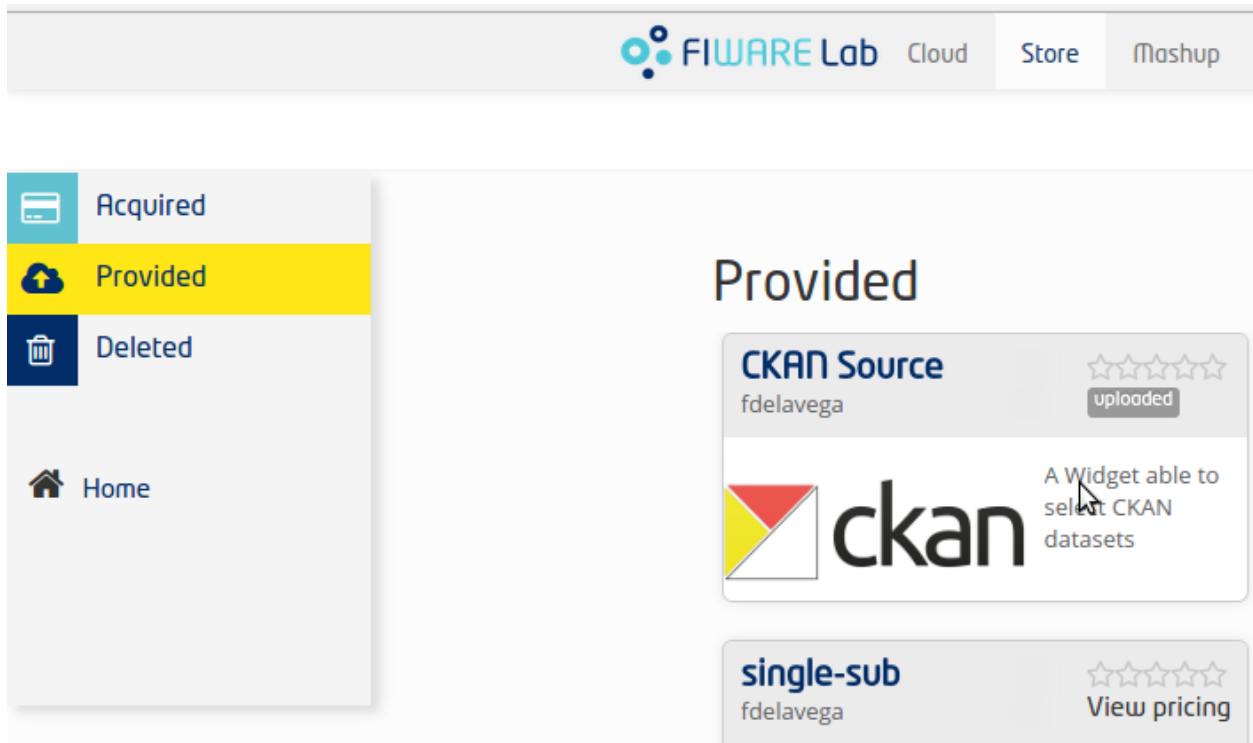 FIWARE Lab Cloud Store Mashup
Acquired
Provided
Deleted
Home
Provided
CKAN Source
fdelavega
uploaded
ckan
A Widget able to
select CKAN
datasets
single-sub
fdelavega
View pricing